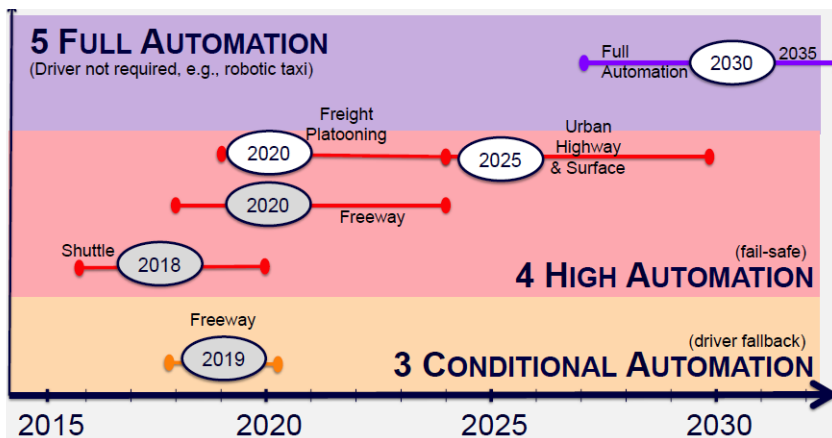 5 FULL AUTOMATION
(Driver not required, e.g., robotic taxi)
Full
Automation
2030
2035
Freight
Platooning
2020
2025
Urban
Highway
& Surface
2020
Freeway
Shuttle
2018
(fail-safe)
4 HIGH AUTOMATION
Freeway
2019
(driver fallback)
3 CONDITIONAL AUTOMATION
2015
2020
2025
2030